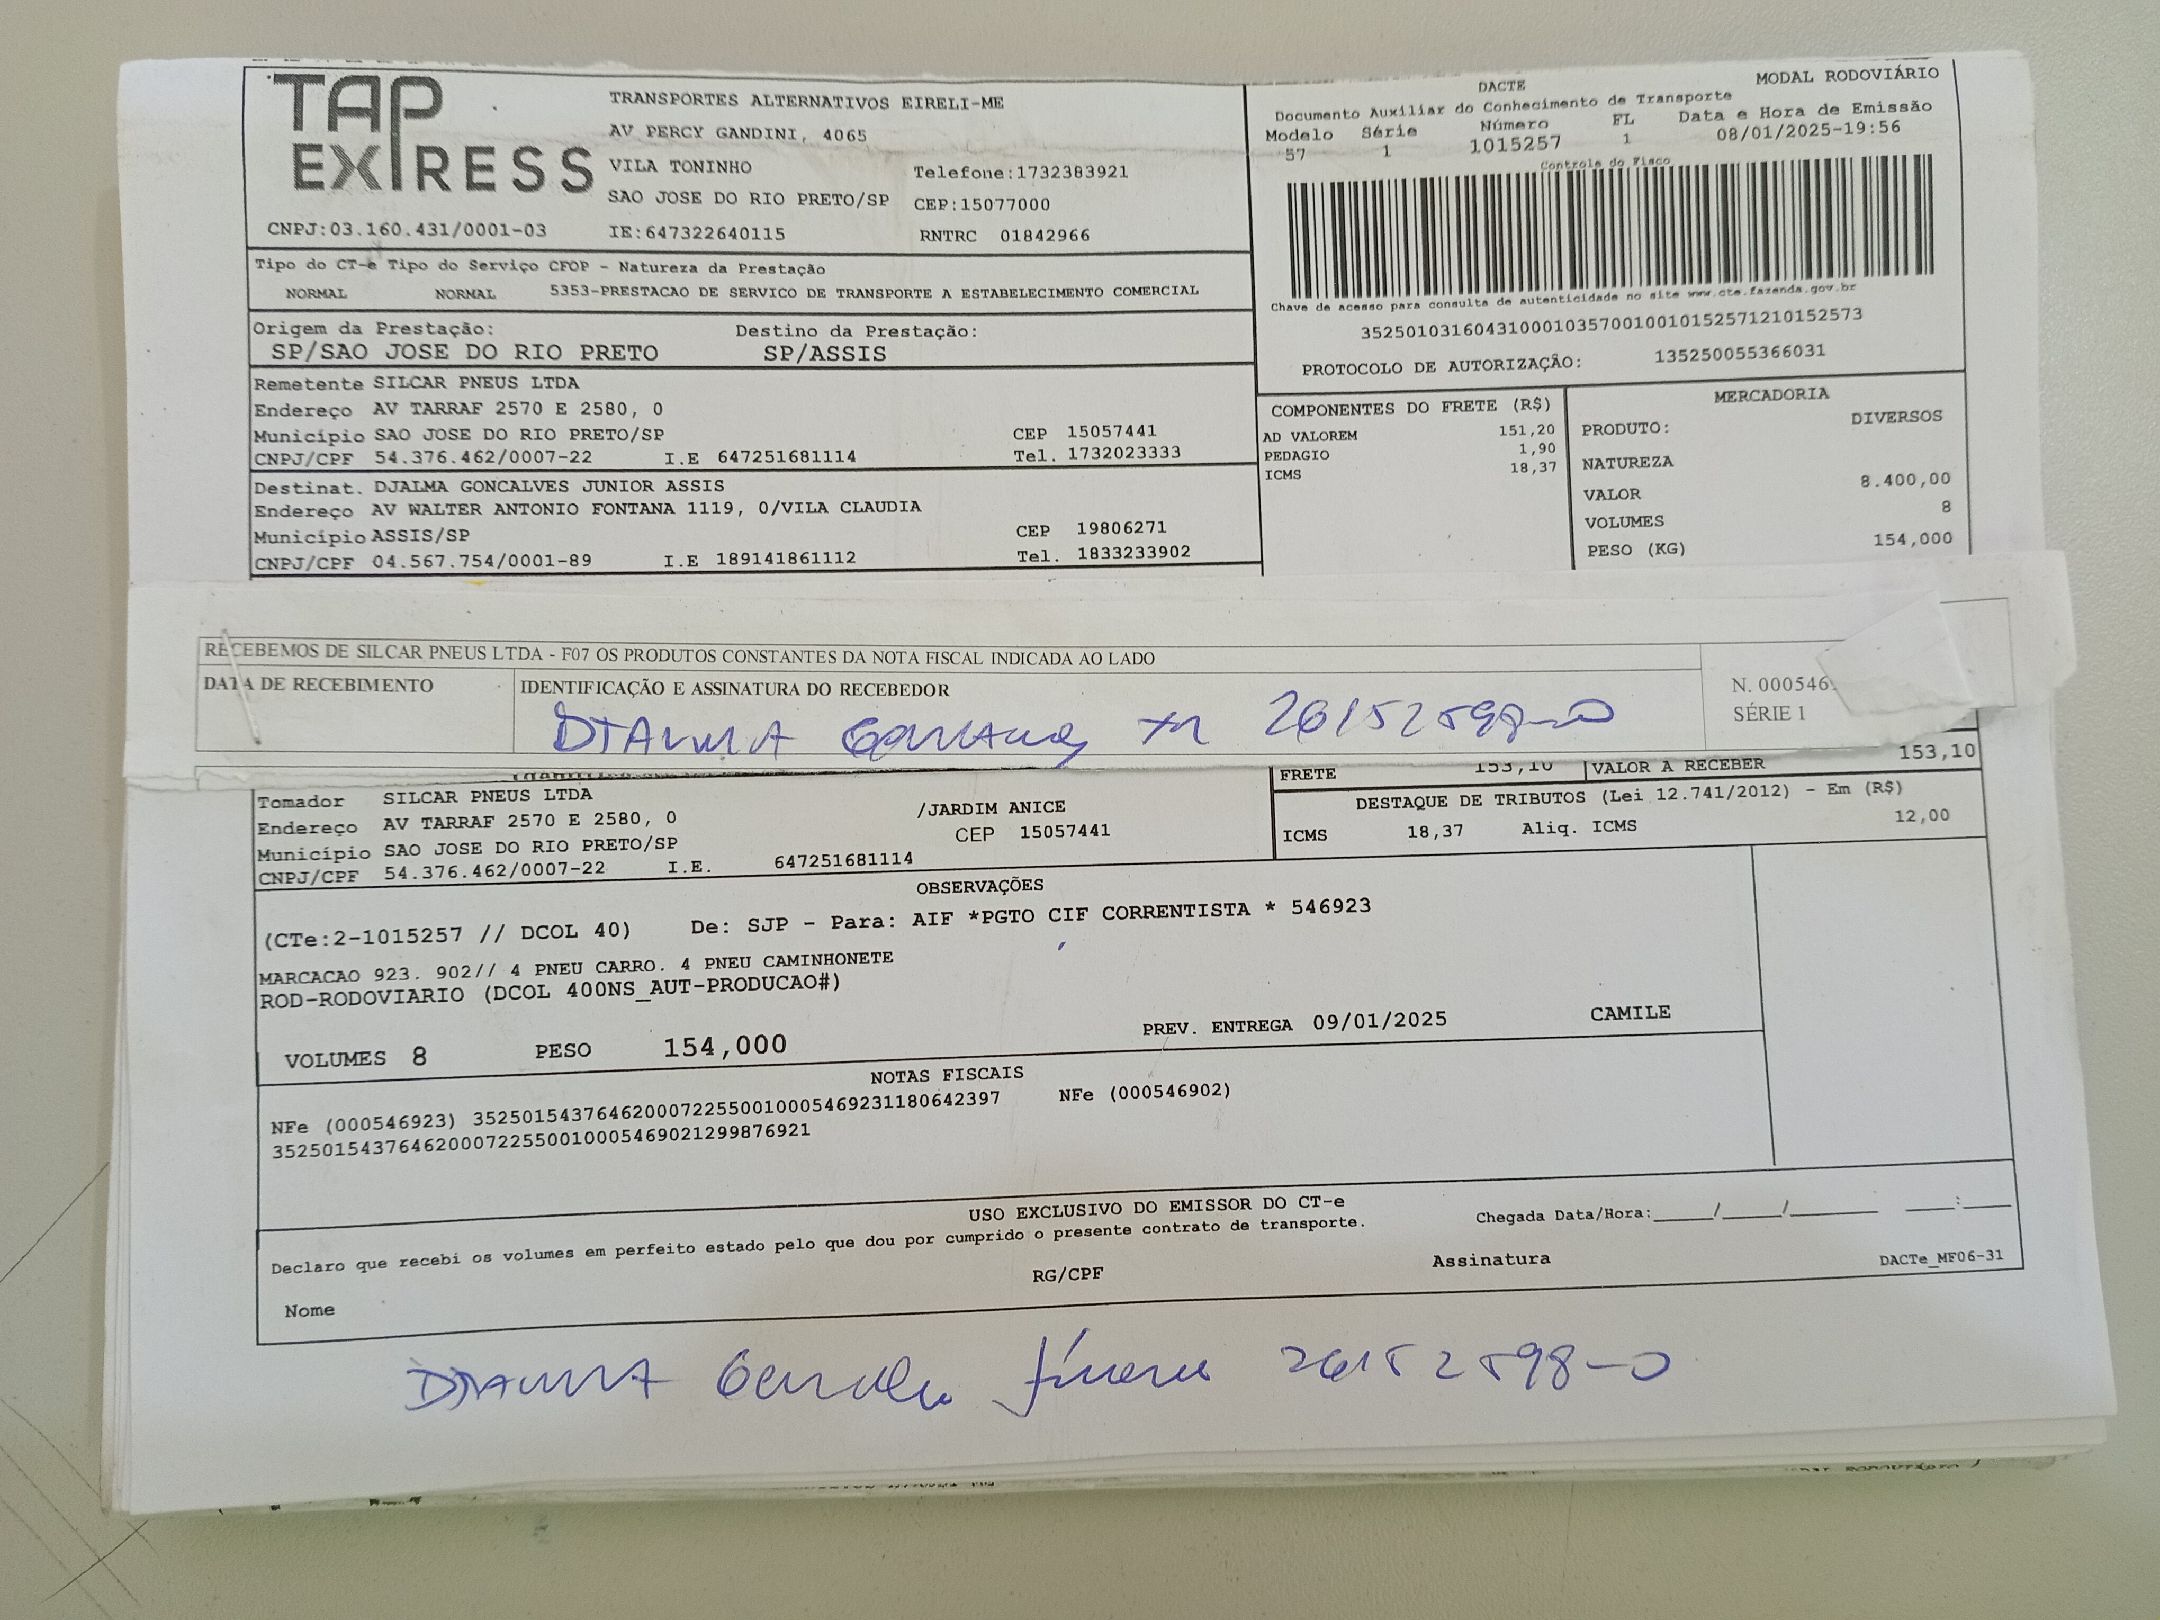 TAP EXPRESS
TRANSPORTES ALTERNATIVOS EIRELI-ME
AV PERCY GANDINI, 4065
VILA TONINHO Telefone:1732383921
SAO JOSE DO RIO PRETO/SP CEP:15077000
CNPJ:03.160.431/0001-03 IE:647322640115 RNTRC 01842966
DACTE MODAL RODOVIÁRIO
Documento Auxiliar do Conhecimento de Transporte
Modelo Série Número FL Data e Hora de Emissão
57 1 1015257 1 08/01/2025-19:56
Controle do Fisco
Chave de acesso para consulta de autenticidade no site www.cte.fazenda.gov.br
35250103160431000103570010010152571210152573
PROTOCOLO DE AUTORIZAÇÃO: 135250055366031
Tipo do CT-e Tipo do Serviço CFOP - Natureza da Prestação
NORMAL NORMAL 5353-PRESTACAO DE SERVICO DE TRANSPORTE A ESTABELECIMENTO COMERCIAL
Origem da Prestação: Destino da Prestação:
SP/SAO JOSE DO RIO PRETO SP/ASSIS
Remetente SILCAR PNEUS LTDA
Endereço AV TARRAF 2570 E 2580, 0
Município SAO JOSE DO RIO PRETO/SP CEP 15057441
CNPJ/CPF 54.376.462/0007-22 I.E 647251681114 Tel. 1732023333
Destinat. DJALMA GONCALVES JUNIOR ASSIS
Endereço AV WALTER ANTONIO FONTANA 1119, 0/VILA CLAUDIA
Município ASSIS/SP CEP 19806271
CNPJ/CPF 04.567.754/0001-89 I.E 189141861112 Tel. 1833233902
COMPONENTES DO FRETE (R$)
AD VALOREM 151,20
PEDAGIO 1,90
ICMS 18,37
MERCADORIA
PRODUTO: DIVERSOS
NATUREZA
VALOR 8.400,00
VOLUMES 8
PESO (KG) 154,000
RECEBEMOS DE SILCAR PNEUS LTDA - F07 OS PRODUTOS CONSTANTES DA NOTA FISCAL INDICADA AO LADO
DATA DE RECEBIMENTO IDENTIFICAÇÃO E ASSINATURA DO RECEBEDOR
N. 000546
SÉRIE 1
DJALMA 26152598-0
FRETE 153,10 VALOR A RECEBER 153,10
Tomador SILCAR PNEUS LTDA
Endereço AV TARRAF 2570 E 2580, 0 /JARDIM ANICE
Município SAO JOSE DO RIO PRETO/SP CEP 15057441
CNPJ/CPF 54.376.462/0007-22 I.E. 647251681114
DESTAQUE DE TRIBUTOS (Lei 12.741/2012) - Em (R$)
ICMS 18,37 Aliq. ICMS 12,00
OBSERVAÇÕES
(CTe:2-1015257 // DCOL 40) De: SJP - Para: AIF *PGTO CIF CORRENTISTA * 546923
MARCACAO 923. 902// 4 PNEU CARRO. 4 PNEU CAMINHONETE
ROD-RODOVIARIO (DCOL 400NS_AUT-PRODUCAO#)
VOLUMES 8 PESO 154,000 PREV. ENTREGA 09/01/2025 CAMILE
NOTAS FISCAIS
NFe (000546923) 35250154376462000722550010005469231180642397 NFe (000546902)
35250154376462000722550010005469021299876921
USO EXCLUSIVO DO EMISSOR DO CT-e
Declaro que recebi os volumes em perfeito estado pelo que dou por cumprido o presente contrato de transporte. Chegada Data/Hora:_____/_____/_______ ____:____
Nome RG/CPF Assinatura DACTe_MF06-31
DJALMA 26152598-0